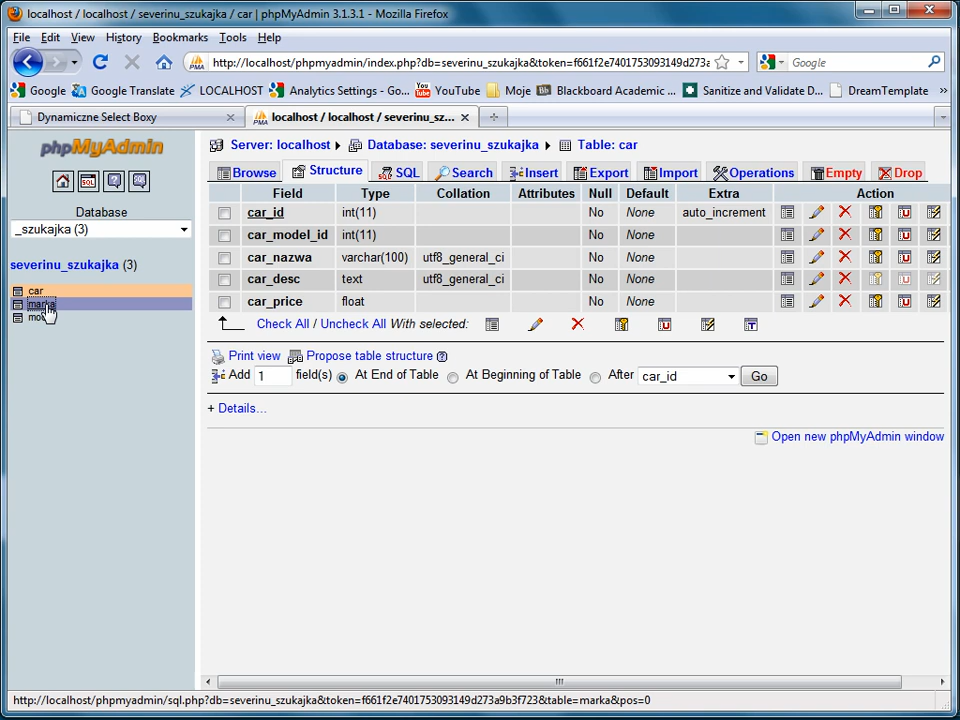 localhost / localhost / severinu_szukajka / car | phpMyAdmin 3.1.3.1 - Mozilla Firefox
File Edit View History Bookmarks Tools Help
http://localhost/phpmyadmin/index.php?db=severinu_szukajka&token=f661f2e7401753093149d273a
Google
Google Google Translate LOCALHOST Analytics Settings - Go... YouTube Moje Blackboard Academic ... Sanitize and Validate D... DreamTemplate »
Dynamiczne Select Boxy
localhost / localhost / severinu_sz...
phpMyAdmin
Database
_szukajka (3)
severinu_szukajka (3)
car
marka
Server: localhost Database: severinu_szukajka Table: car
Browse Structure SQL Search Insert Export Import Operations Empty Drop
Field Type Collation Attributes Null Default Extra Action
car_id int(11) No None auto_increment
car_model_id int(11) No None
car_nazwa varchar(100) utf8_general_ci No None
car_desc text utf8_general_ci No None
car_price float No None
Check All / Uncheck All With selected:
Print view Propose table structure
Add 1 field(s) At End of Table At Beginning of Table After car_id Go
+ Details...
Open new phpMyAdmin window
http://localhost/phpmyadmin/sql.php?db=severinu_szukajka&token=f661f2e7401753093149d273a9b3f723&table=marka&pos=0